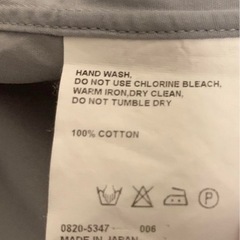 HAND WASH,
DO NOT USE CHLORINE BLEACH,
WARM IRON,DRY CLEAN,
DO NOT TUMBLE DRY
100% COTTON
0820-5347 006
MADE IN JAPAN